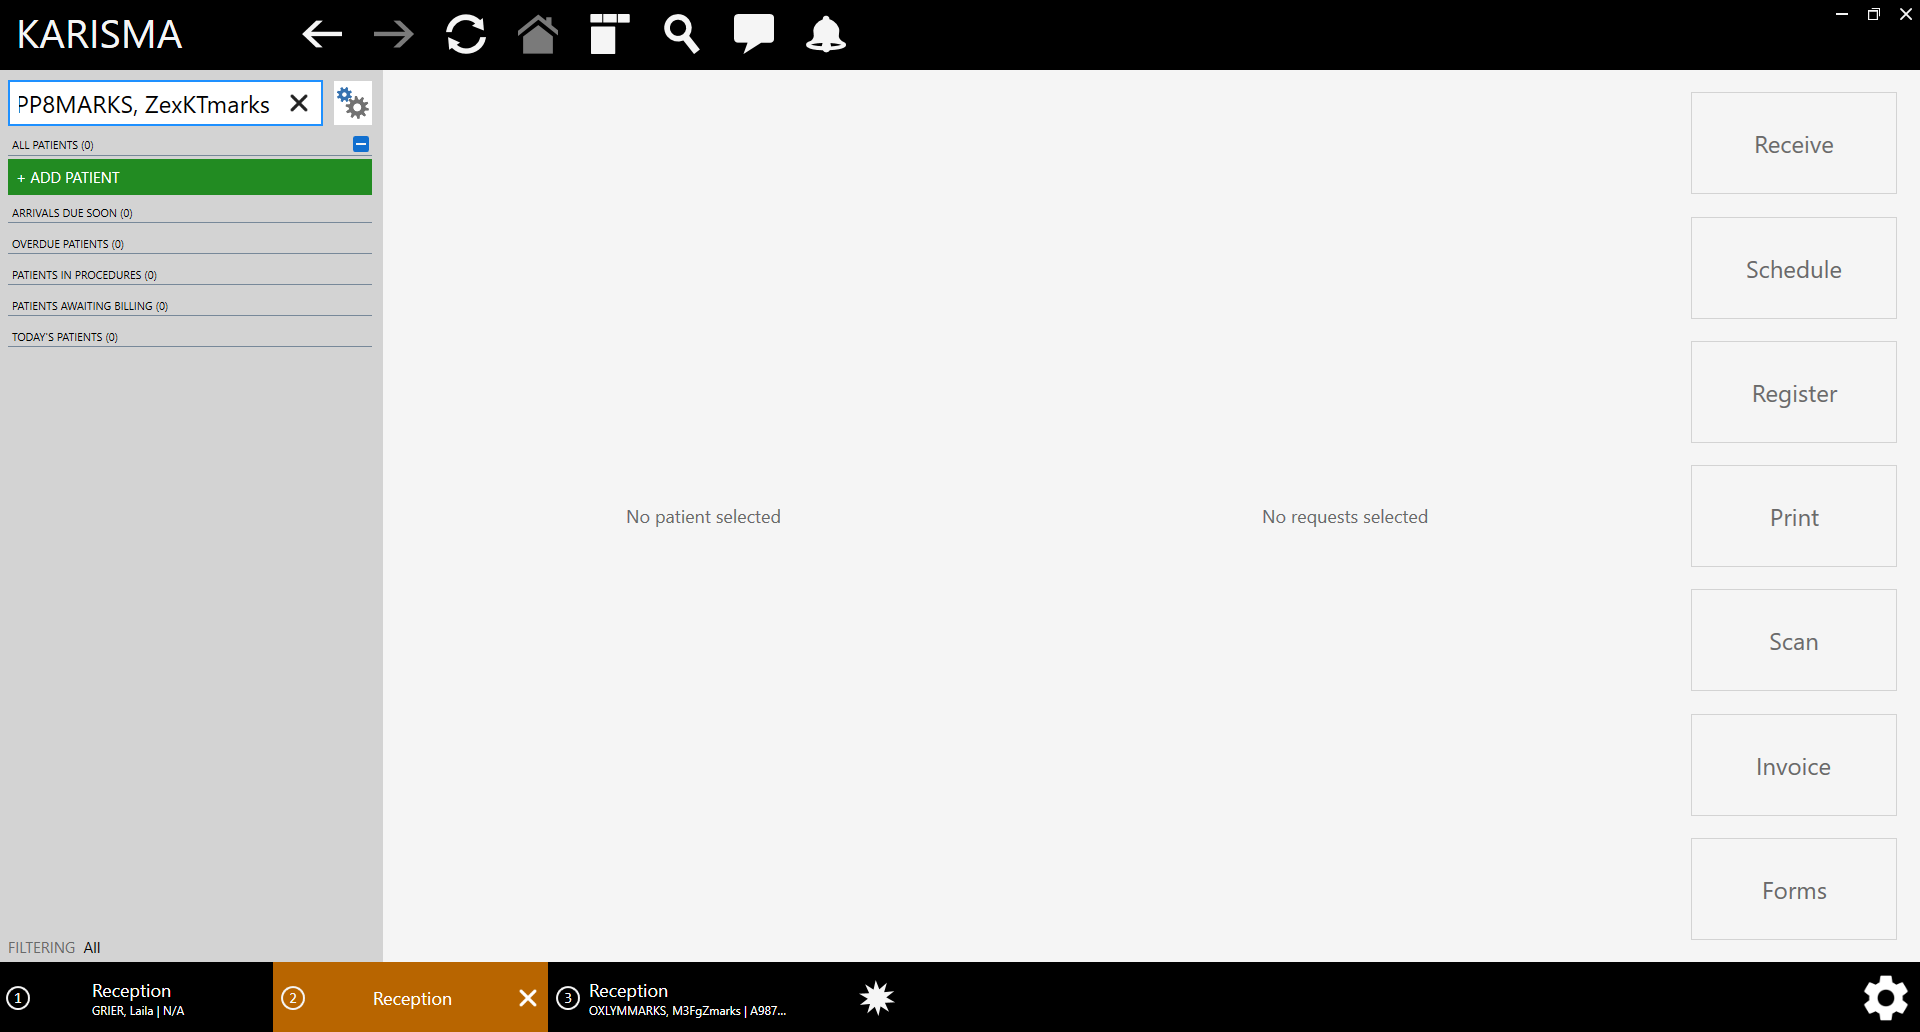 KARISMA
PP8MARKS, ZexKTmarks
ALL PATIENTS (0)
+ ADD PATIENT
ARRIVALS DUE SOON (0)
OVERDUE PATIENTS (0)
PATIENTS IN PROCEDURES (0)
PATIENTS AWAITING BILLING (0)
TODAY'S PATIENTS (0)
FILTERING All
No patient selected
No requests selected
Receive
Schedule
Register
Print
Scan
Invoice
Forms
1
Reception
GRIER, Laila | N/A
2
Reception
3
Reception
OXLYMMARKS, M3FgZmarks | A987...